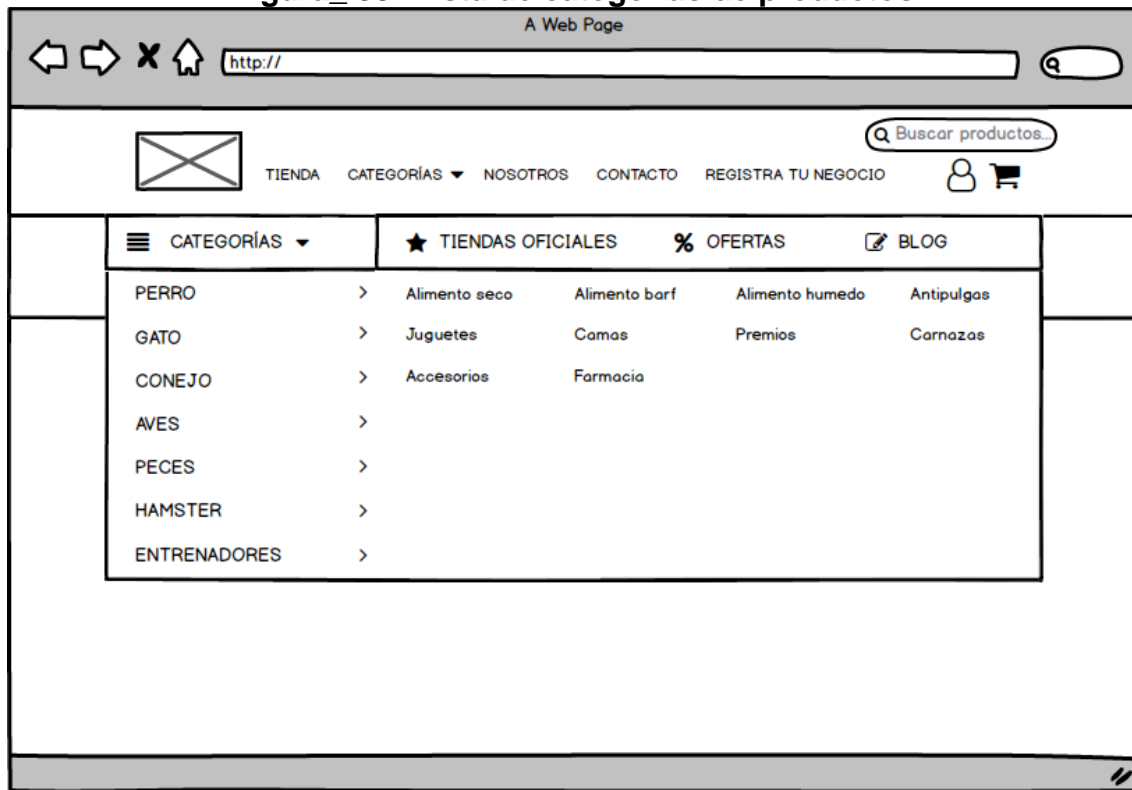 A Web Page
http://
Buscar productos...
TIENDA CATEGORÍAS NOSOTROS CONTACTO REGISTRA TU NEGOCIO
CATEGORÍAS TIENDAS OFICIALES % OFERTAS BLOG
PERRO > Alimento seco Alimento barf Alimento humedo Antipulgas
GATO > Juguetes Camas Premios Carnazas
CONEJO > Accesorios Farmacia
AVES >
PECES >
HAMSTER >
ENTRENADORES >